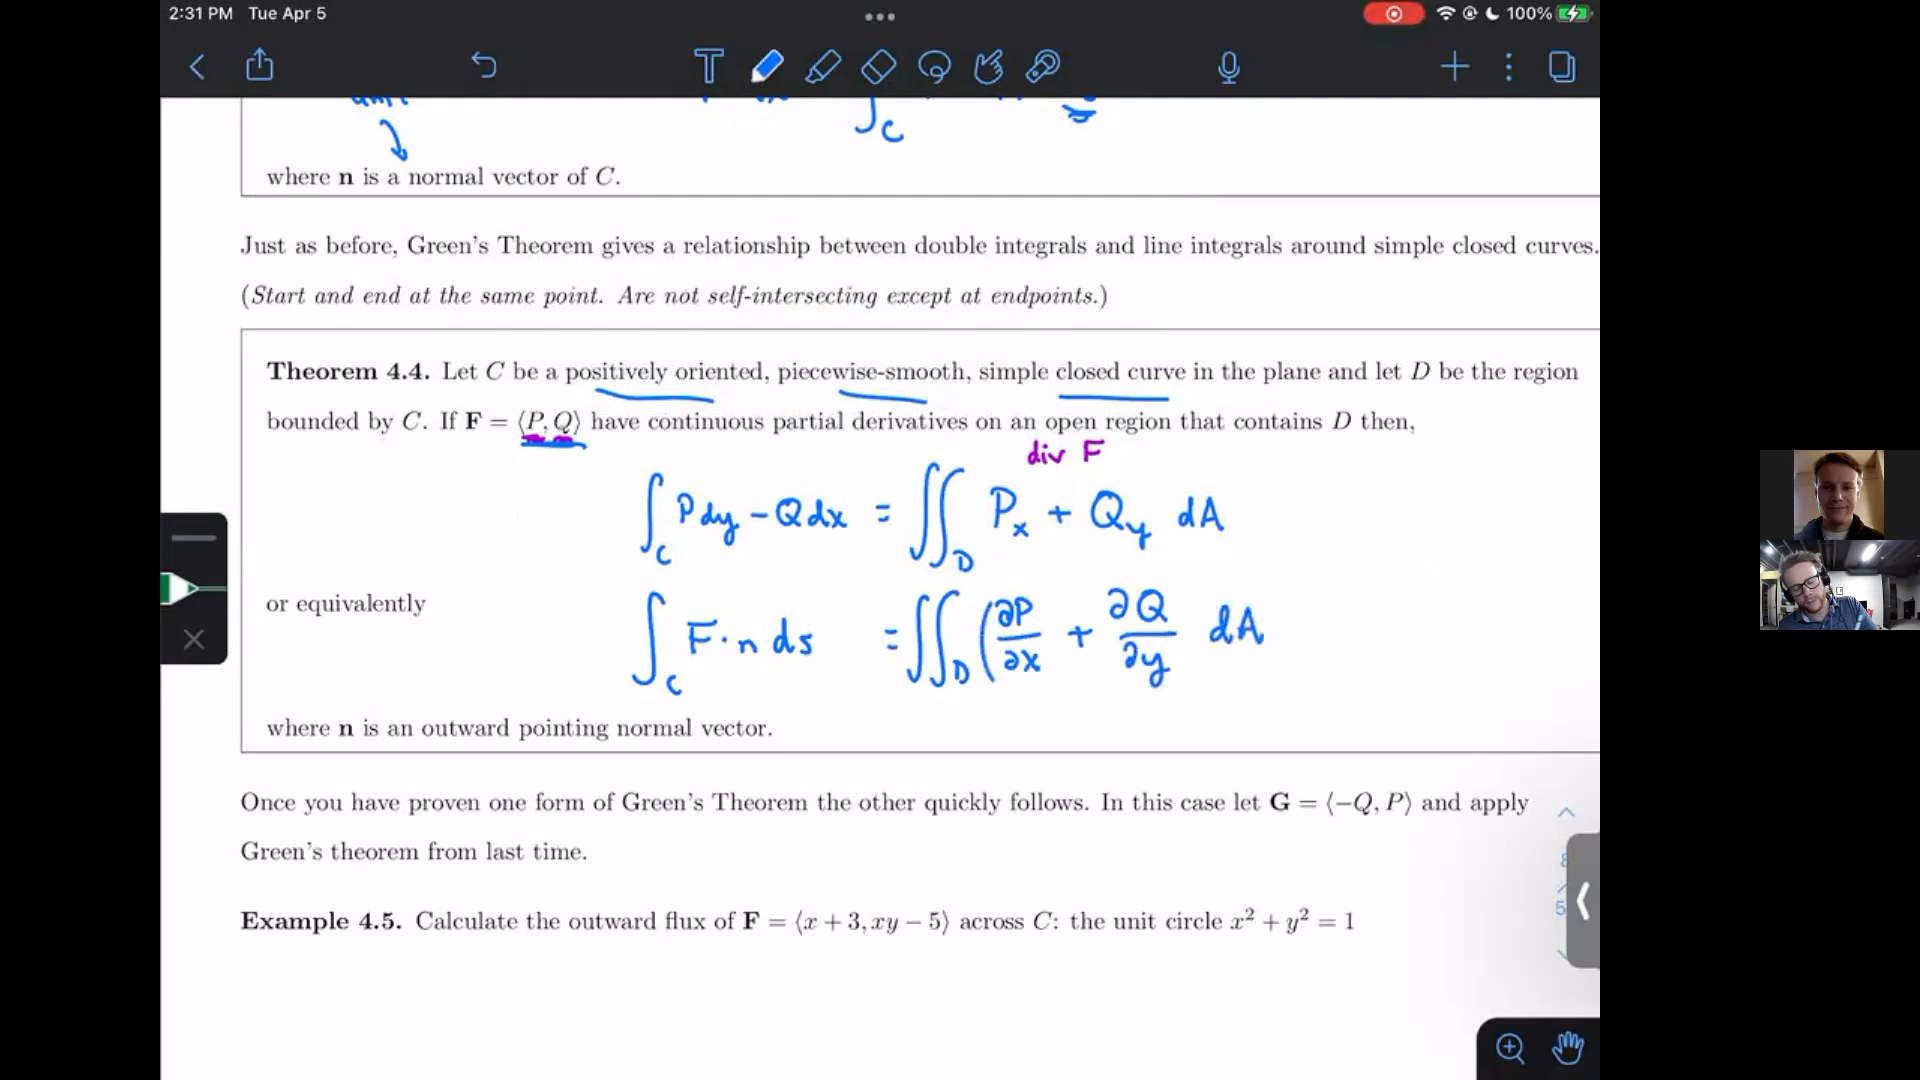 2:31 PM Tue Apr 5
100%
∫_C
where n is a normal vector of C.
Just as before, Green's Theorem gives a relationship between double integrals and line integrals around simple closed curves.
(Start and end at the same point. Are not self-intersecting except at endpoints.)
Theorem 4.4. Let C be a positively oriented, piecewise-smooth, simple closed curve in the plane and let D be the region
bounded by C. If F = ⟨P, Q⟩ have continuous partial derivatives on an open region that contains D then,
div F
∫_C P dy − Q dx = ∬_D P_x + Q_y dA
or equivalently
∫_C F · n ds = ∬_D (∂P/∂x + ∂Q/∂y dA
where n is an outward pointing normal vector.
Once you have proven one form of Green's Theorem the other quickly follows. In this case let G = ⟨−Q, P⟩ and apply
Green's theorem from last time.
Example 4.5. Calculate the outward flux of F = ⟨x + 3, xy − 5⟩ across C: the unit circle x² + y² = 1